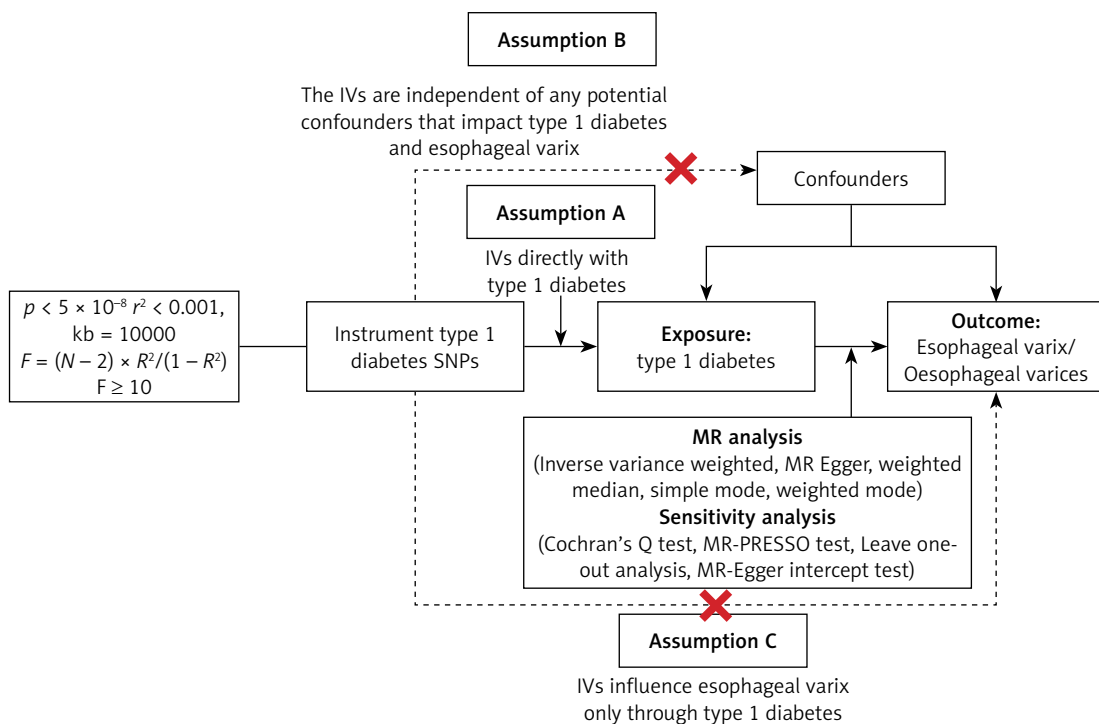 Assumption B
The IVs are independent of any potential
confounders that impact type 1 diabetes
and esophageal varix
Confounders
Assumption A
IVs directly with
type 1 diabetes
p < 5 × 10⁻⁸ r² < 0.001,
kb = 10000
F = (N – 2) × R²/(1 – R²)
F ≥ 10
Instrument type 1
diabetes SNPs
Exposure:
type 1 diabetes
Outcome:
Esophageal varix/
Oesophageal varices
MR analysis
(Inverse variance weighted, MR Egger, weighted
median, simple mode, weighted mode)
Sensitivity analysis
(Cochran’s Q test, MR-PRESSO test, Leave one-
out analysis, MR-Egger intercept test)
Assumption C
IVs influence esophageal varix
only through type 1 diabetes